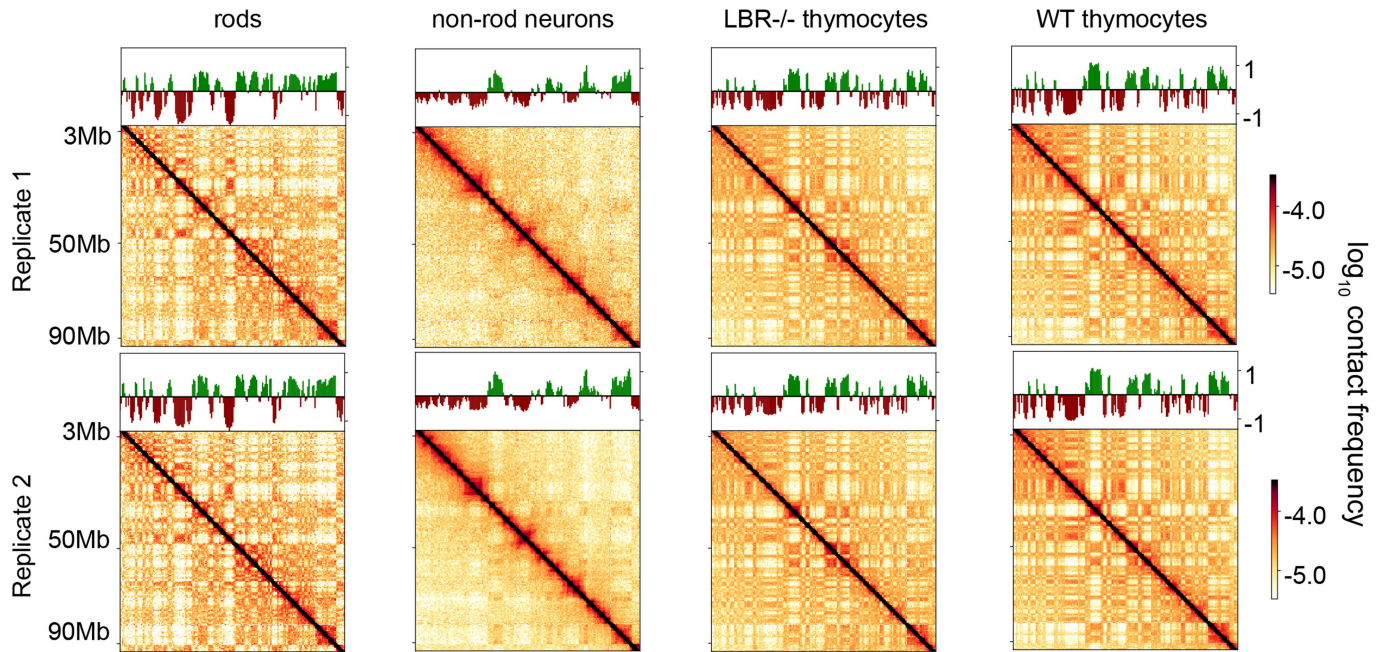 rods
non-rod neurons
LBR-/- thymocytes
WT thymocytes
Replicate 1
1
-1
3Mb
50Mb
90Mb
-4.0
-5.0
log10 contact frequency
Replicate 2
1
-1
3Mb
50Mb
90Mb
-4.0
-5.0